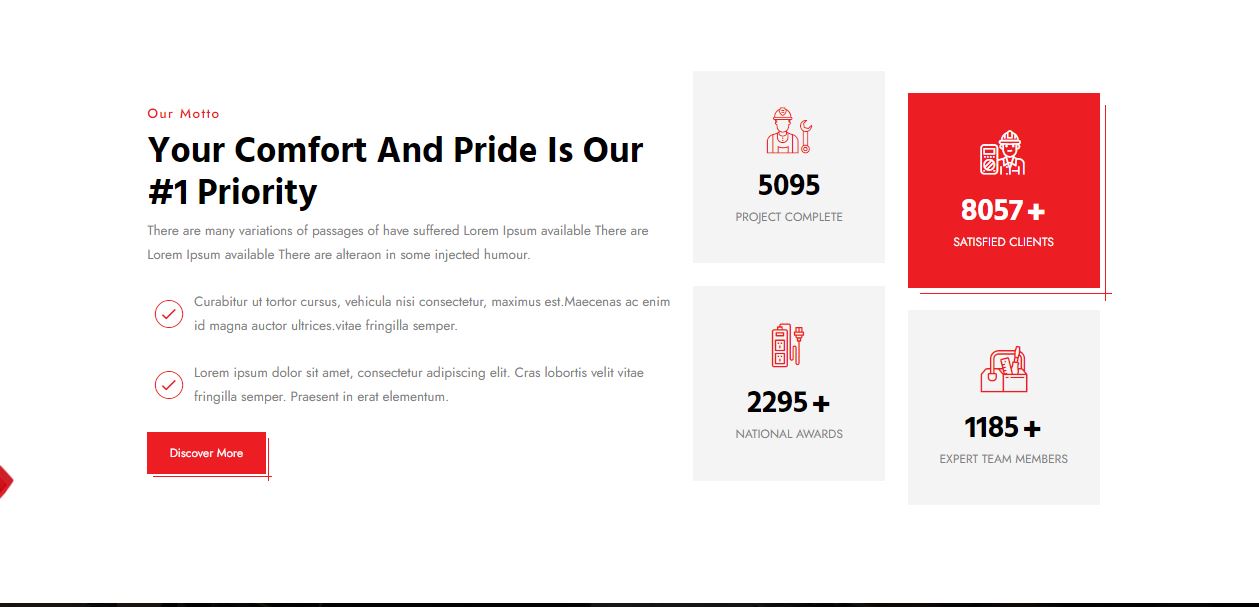 Our Motto
Your Comfort And Pride Is Our
#1 Priority
There are many variations of passages of have suffered Lorem Ipsum available There are
Lorem Ipsum available There are alteraon in some injected humour.
Curabitur ut tortor cursus, vehicula nisi consectetur, maximus est.Maecenas ac enim
id magna auctor ultrices.vitae fringilla semper.
Lorem ipsum dolor sit amet, consectetur adipiscing elit. Cras lobortis velit vitae
fringilla semper. Praesent in erat elementum.
Discover More
5095
PROJECT COMPLETE
8057+
SATISFIED CLIENTS
2295+
NATIONAL AWARDS
1185+
EXPERT TEAM MEMBERS